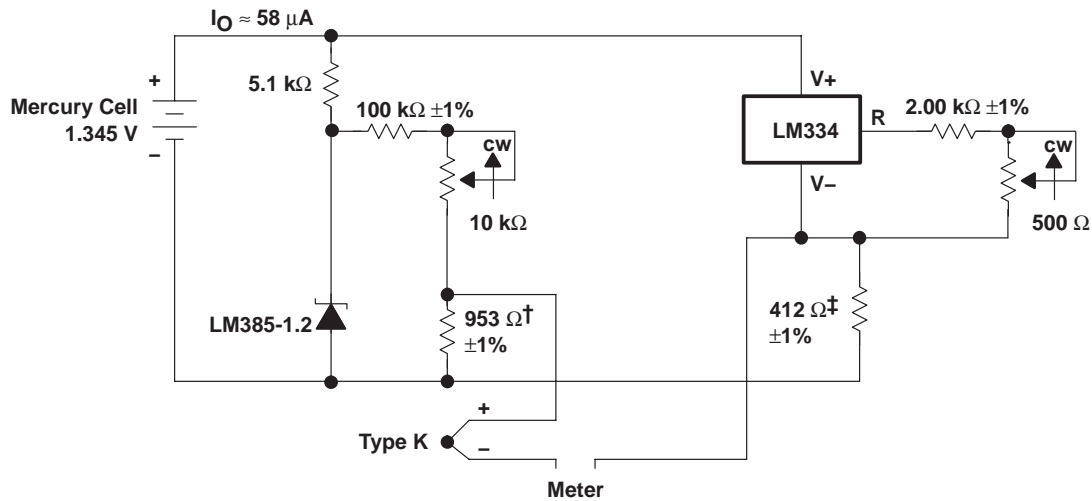 IO ≈ 58 μA
+
Mercury Cell
1.345 V
−
5.1 kΩ
100 kΩ ±1%
cw
10 kΩ
LM385-1.2
953 Ω†
±1%
V+
LM334
R
V−
2.00 kΩ ±1%
cw
500 Ω
412 Ω‡
±1%
+
Type K
−
Meter